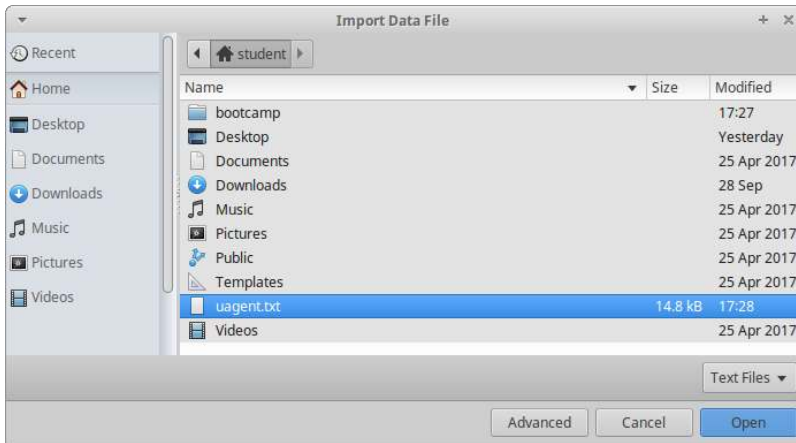 Import Data File
Recent
Home
Desktop
Documents
Downloads
Music
Pictures
Videos
student
Name Size Modified
bootcamp 17:27
Desktop Yesterday
Documents 25 Apr 2017
Downloads 28 Sep
Music 25 Apr 2017
Pictures 25 Apr 2017
Public 25 Apr 2017
Templates 25 Apr 2017
uagent.txt 14.8 kB 17:28
Videos 25 Apr 2017
Text Files
Advanced Cancel Open